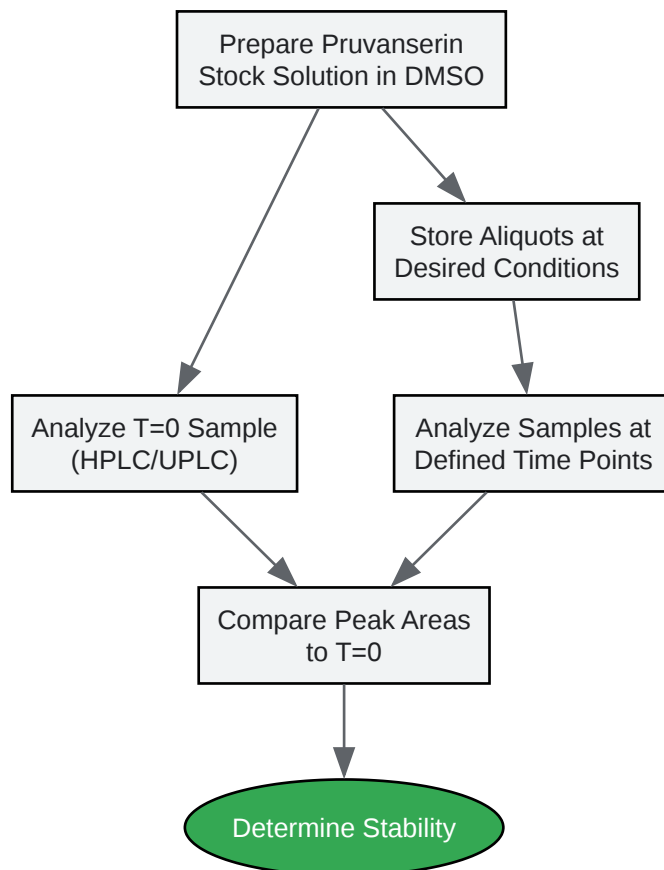 Prepare Pruvanserin
Stock Solution in DMSO
Store Aliquots at
Desired Conditions
Analyze T=0 Sample
(HPLC/UPLC)
Analyze Samples at
Defined Time Points
Compare Peak Areas
to T=0
Determine Stability